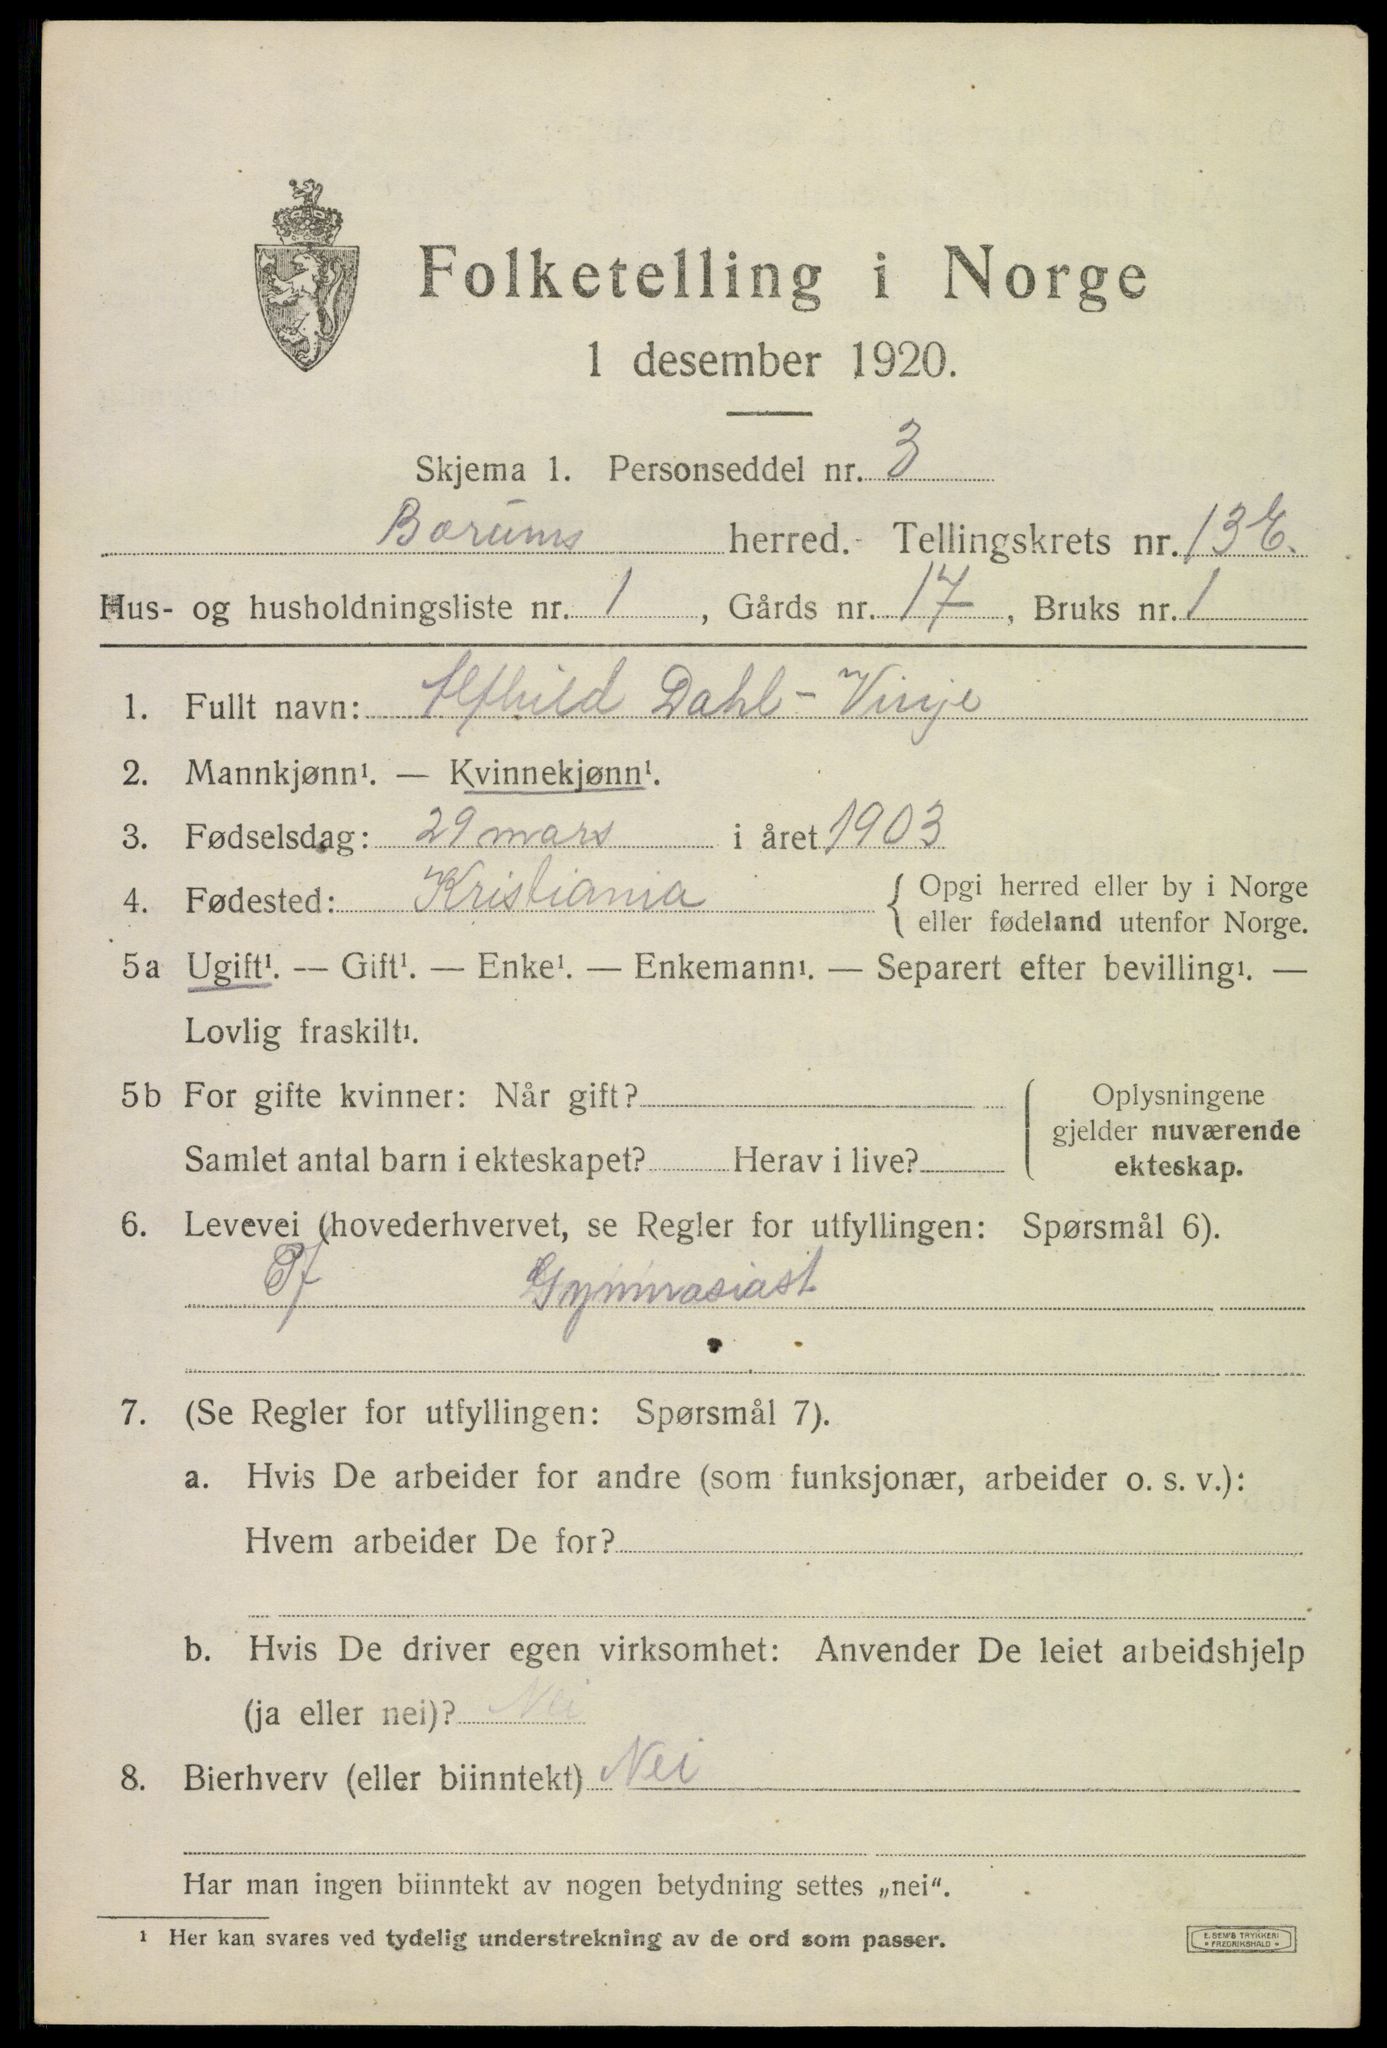 Folketelling i Norge
1 desember 1920.
Skjema 1. Personseddel nr. 3
Bærums herred. Tellingskrets nr. 13 E.
Hus- og husholdningsliste nr. 1, Gårds nr. 17, Bruks nr. 1
1. Fullt navn: Alfhild Dahl-Vinje
2. Mannkjønn¹. — Kvinnekjønn¹.
3. Fødselsdag: 29 mars i året 1903
4. Fødested: Kristiania { Opgi herred eller by i Norge
eller fødeland utenfor Norge.
5a Ugift¹. — Gift¹. — Enke¹. — Enkemann¹. — Separert efter bevilling¹. —
Lovlig fraskilt¹.
5b For gifte kvinner: Når gift?
Samlet antal barn i ekteskapet? Herav i live?
Oplysningene
gjelder nuværende
ekteskap.
6. Levevei (hovederhvervet, se Regler for utfyllingen: Spørsmål 6).
Gymnasiast
7. (Se Regler for utfyllingen: Spørsmål 7).
a. Hvis De arbeider for andre (som funksjonær, arbeider o. s. v.):
Hvem arbeider De for?
b. Hvis De driver egen virksomhet: Anvender De leiet arbeidshjelp
(ja eller nei)? Nei
8. Bierhverv (eller biinntekt) Nei
Har man ingen biinntekt av nogen betydning settes „nei".
¹ Her kan svares ved tydelig understrekning av de ord som passer.
E. SEM'S TRYKKERI
• FREDRIKSHALD •